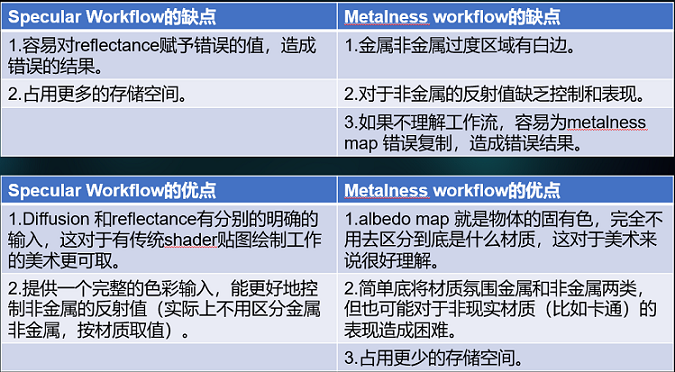 Specular Workflow的缺点
Metalness workflow的缺点
1.容易对reflectance赋予错误的值，造成
错误的结果。
1.金属非金属过度区域有白边。
2.占用更多的存储空间。
2.对于非金属的反射值缺乏控制和表现。
3.如果不理解工作流，容易为metalness
map 错误复制，造成错误结果。
Specular Workflow的优点
Metalness workflow的优点
1.Diffusion 和reflectance有分别的明确的
输入，这对于有传统shader贴图绘制工作
的美术更可取。
1.albedo map 就是物体的固有色，完全不
用去区分到底是什么材质，这对于美术来
说很好理解。
2.提供一个完整的色彩输入，能更好地控
制非金属的反射值（实际上不用区分金属
非金属，按材质取值）。
2.简单底将材质氛围金属和非金属两类，
但也可能对于非现实材质（比如卡通）的
表现造成困难。
3.占用更少的存储空间。